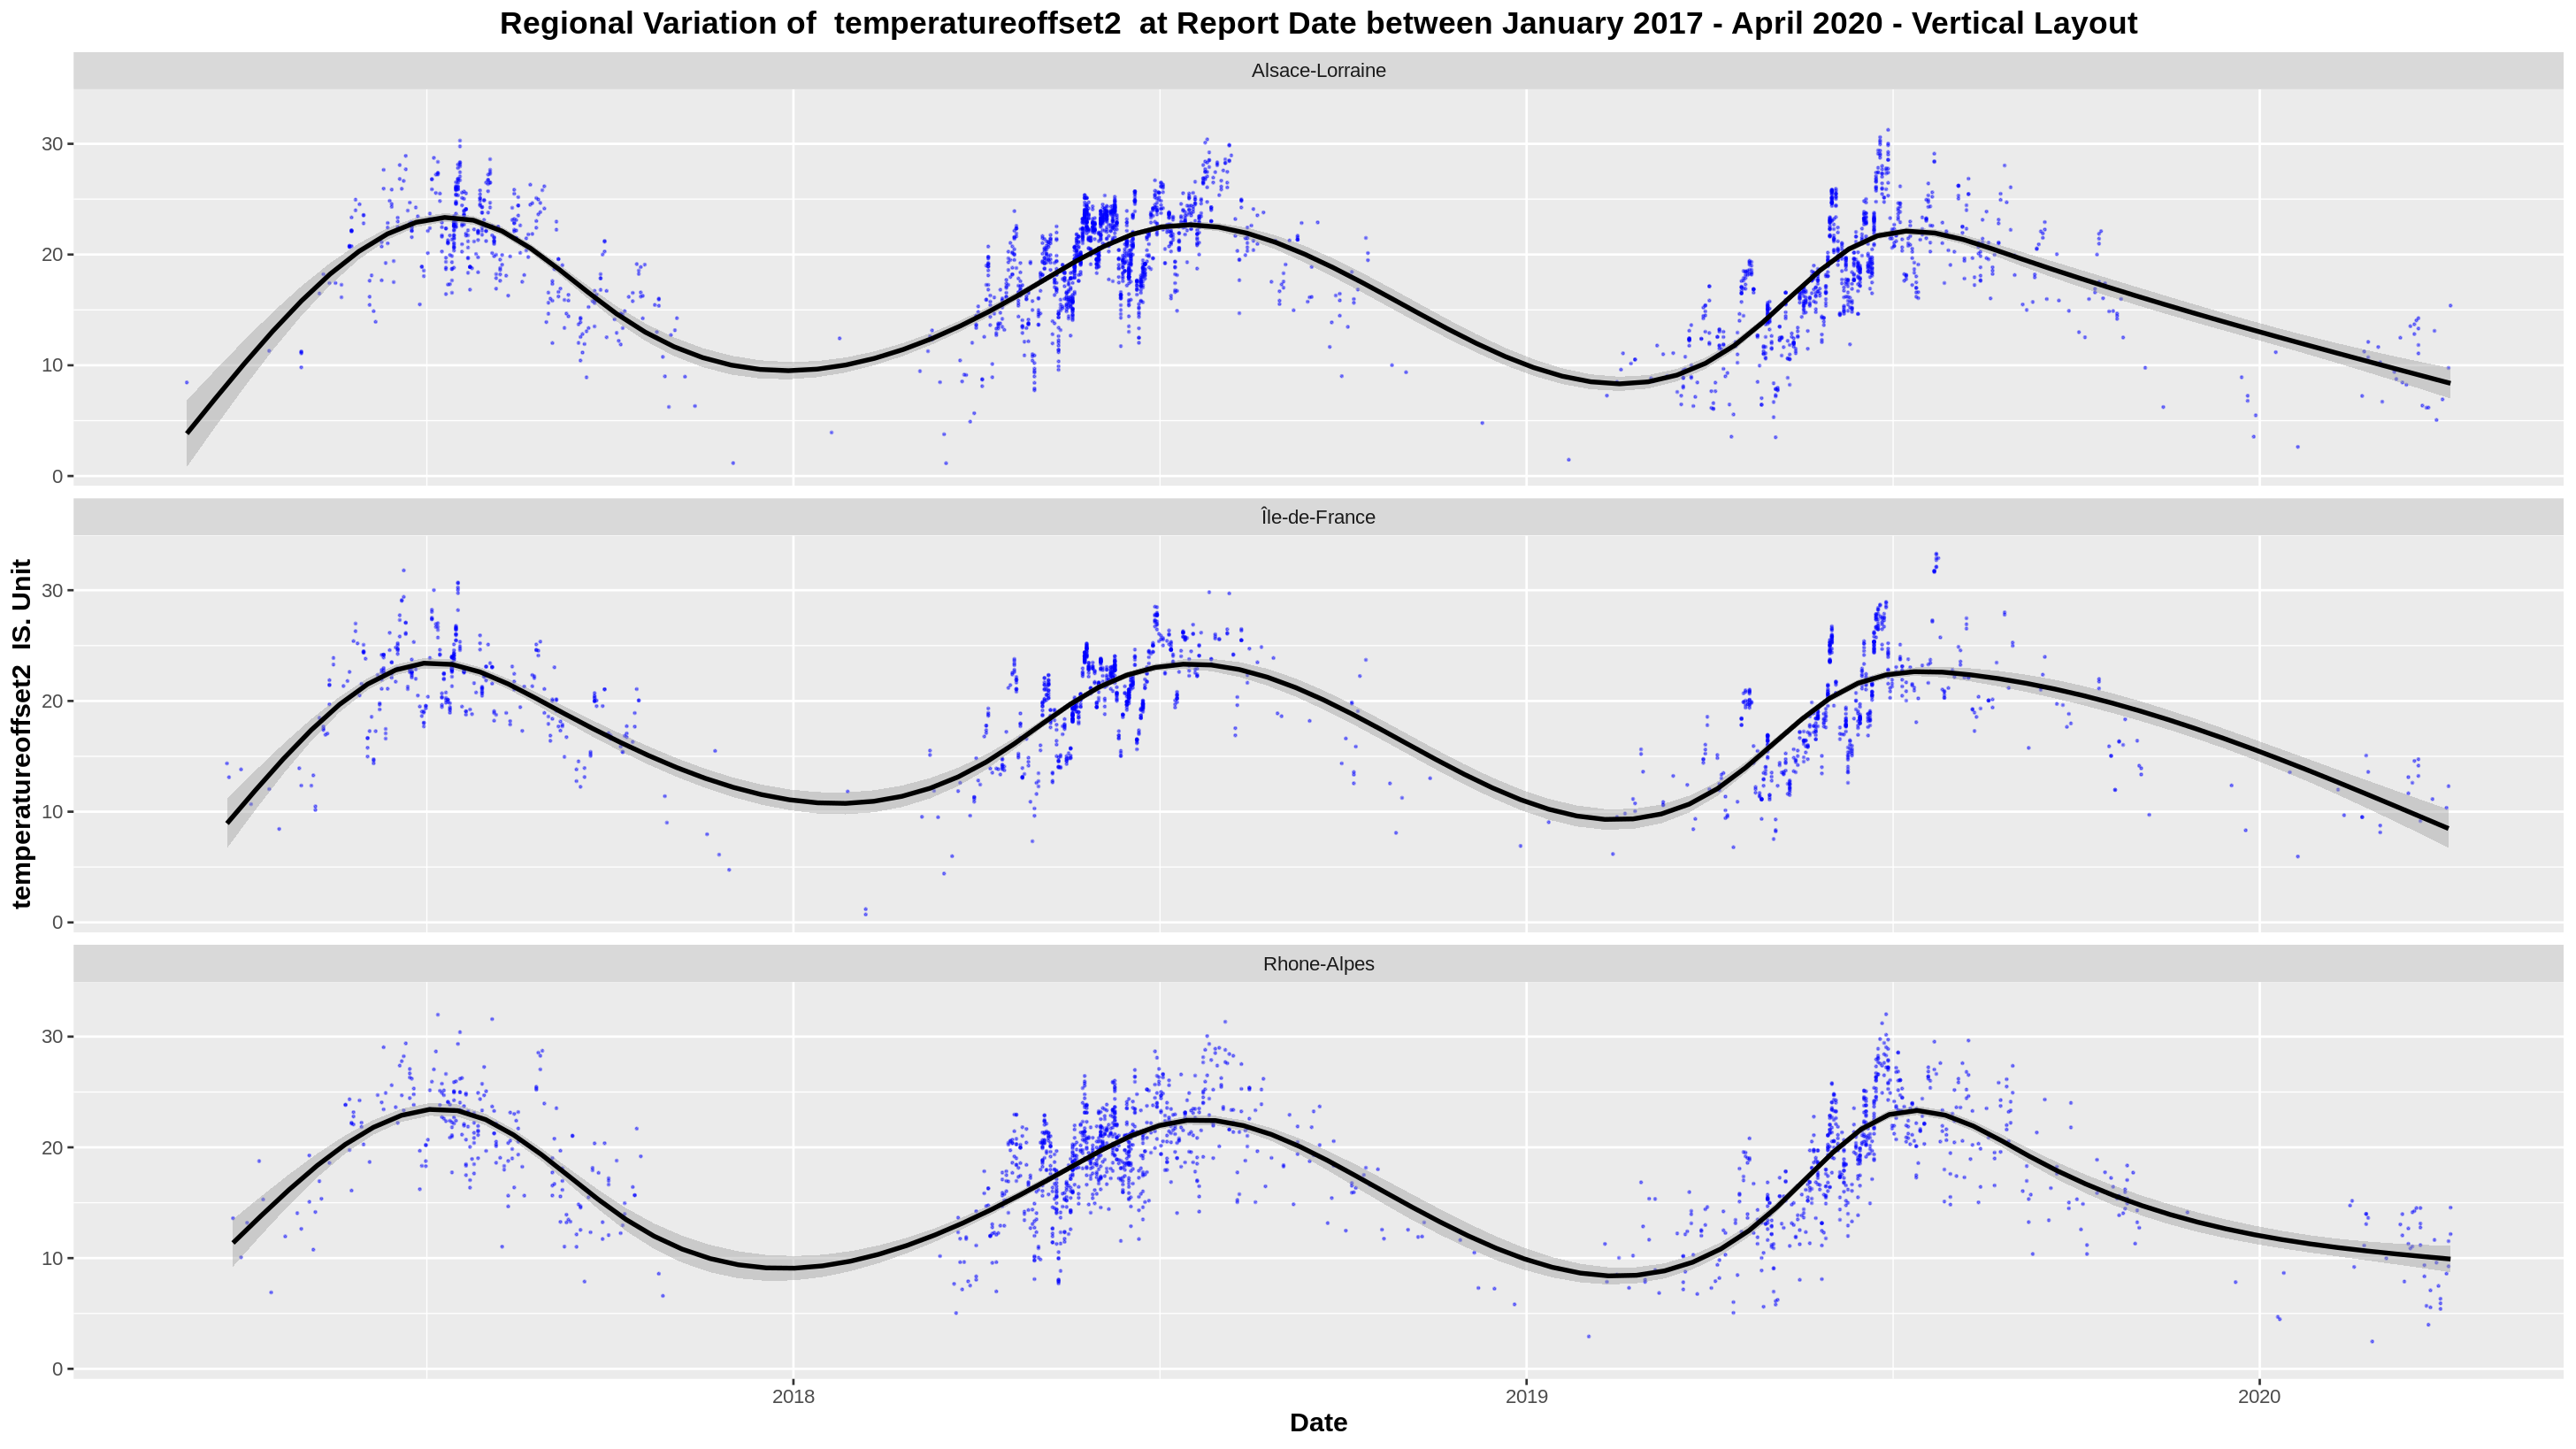 Regional Variation of  temperatureoffset2  at Report Date between January 2017 - April 2020 - Vertical Layout
Alsace-Lorraine
30
20
10
0
Île-de-France
30
20
10
0
temperatureoffset2  IS. Unit
Rhone-Alpes
30
20
10
0
2018
2019
2020
Date